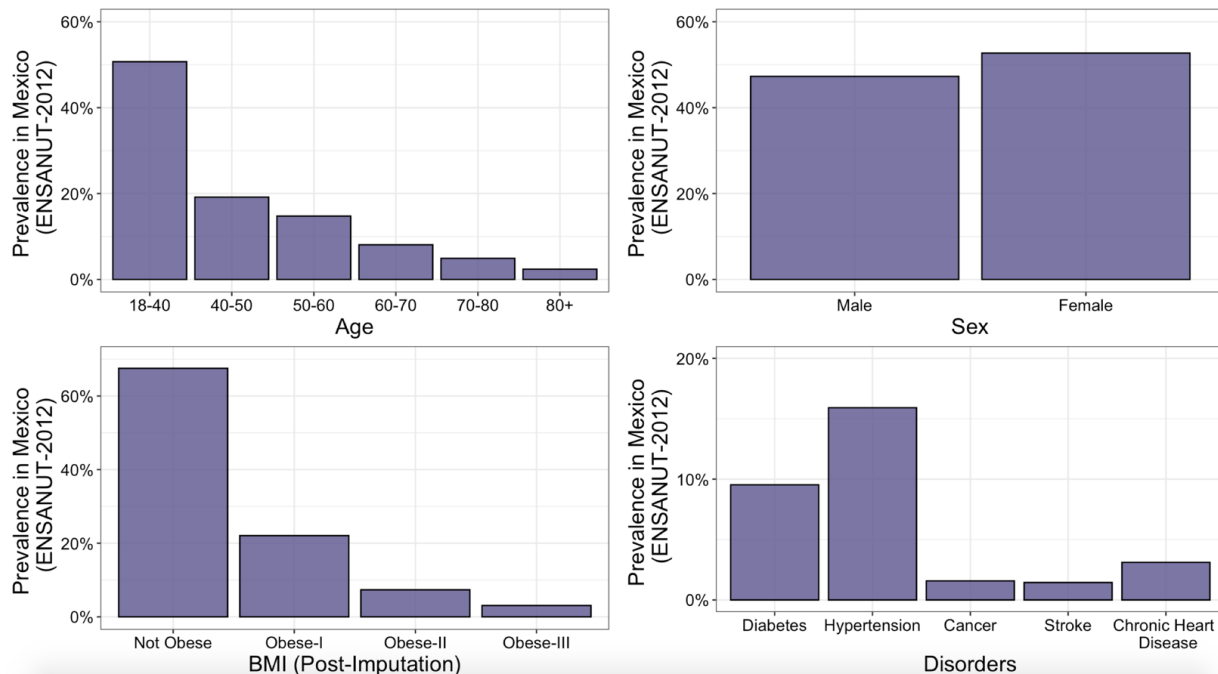 60%
40%
20%
0%
Prevalence in Mexico
(ENSANUT-2012)
18-40 40-50 50-60 60-70 70-80 80+
Age
60%
40%
20%
0%
Prevalence in Mexico
(ENSANUT-2012)
Male Female
Sex
60%
40%
20%
0%
Prevalence in Mexico
(ENSANUT-2012)
Not Obese Obese-I Obese-II Obese-III
BMI (Post-Imputation)
20%
10%
0%
Prevalence in Mexico
(ENSANUT-2012)
Diabetes Hypertension Cancer Stroke Chronic Heart
Disease
Disorders